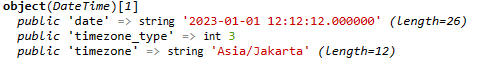 object(DateTime)[1]
public 'date' => string '2023-01-01 12:12:12.000000' (length=26)
public 'timezone_type' => int 3
public 'timezone' => string 'Asia/Jakarta' (length=12)